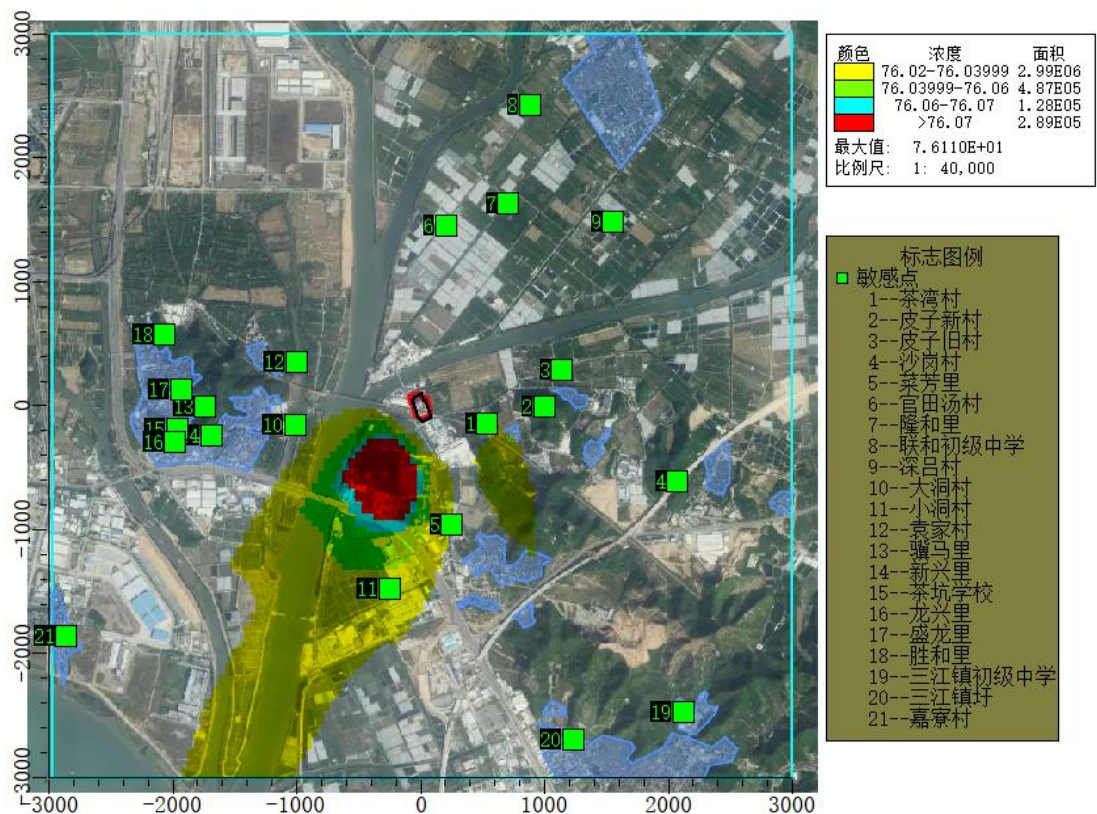 颜色 浓度 面积
76.02-76.03999 2.99E06
76.03999-76.06 4.87E05
76.06-76.07 1.28E05
>76.07 2.89E05
最大值: 7.6110E+01
比例尺: 1: 40,000
标志图例
敏感点
1--茶湾村
2--皮子新村
3--皮子旧村
4--沙岗村
5--菜芳里
6--官田汤村
7--隆和里
8--联和初级中学
9--深吕村
10--大洞村
11--小洞村
12--袁家村
13--骥马里
14--新兴里
15--茶坑学校
16--龙兴里
17--盛龙里
18--胜和里
19--三江镇初级中学
20--三江镇圩
21--嘉寮村
3000
2000
1000
0
-1000
-2000
-3000
-3000 -2000 -1000 0 1000 2000 3000
8
7
6
9
18
12
3
17
13
2
10
1
15
14
16
4
5
11
21
19
20